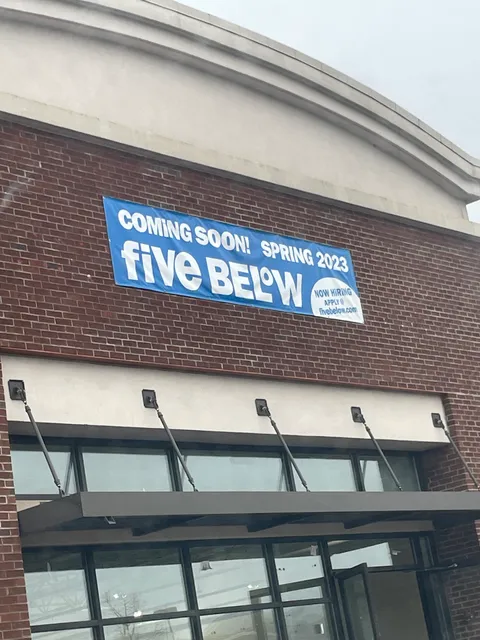 COMING SOON! SPRING 2023
five BELOW
NOW HIRING
APPLY @
fivebelow.com